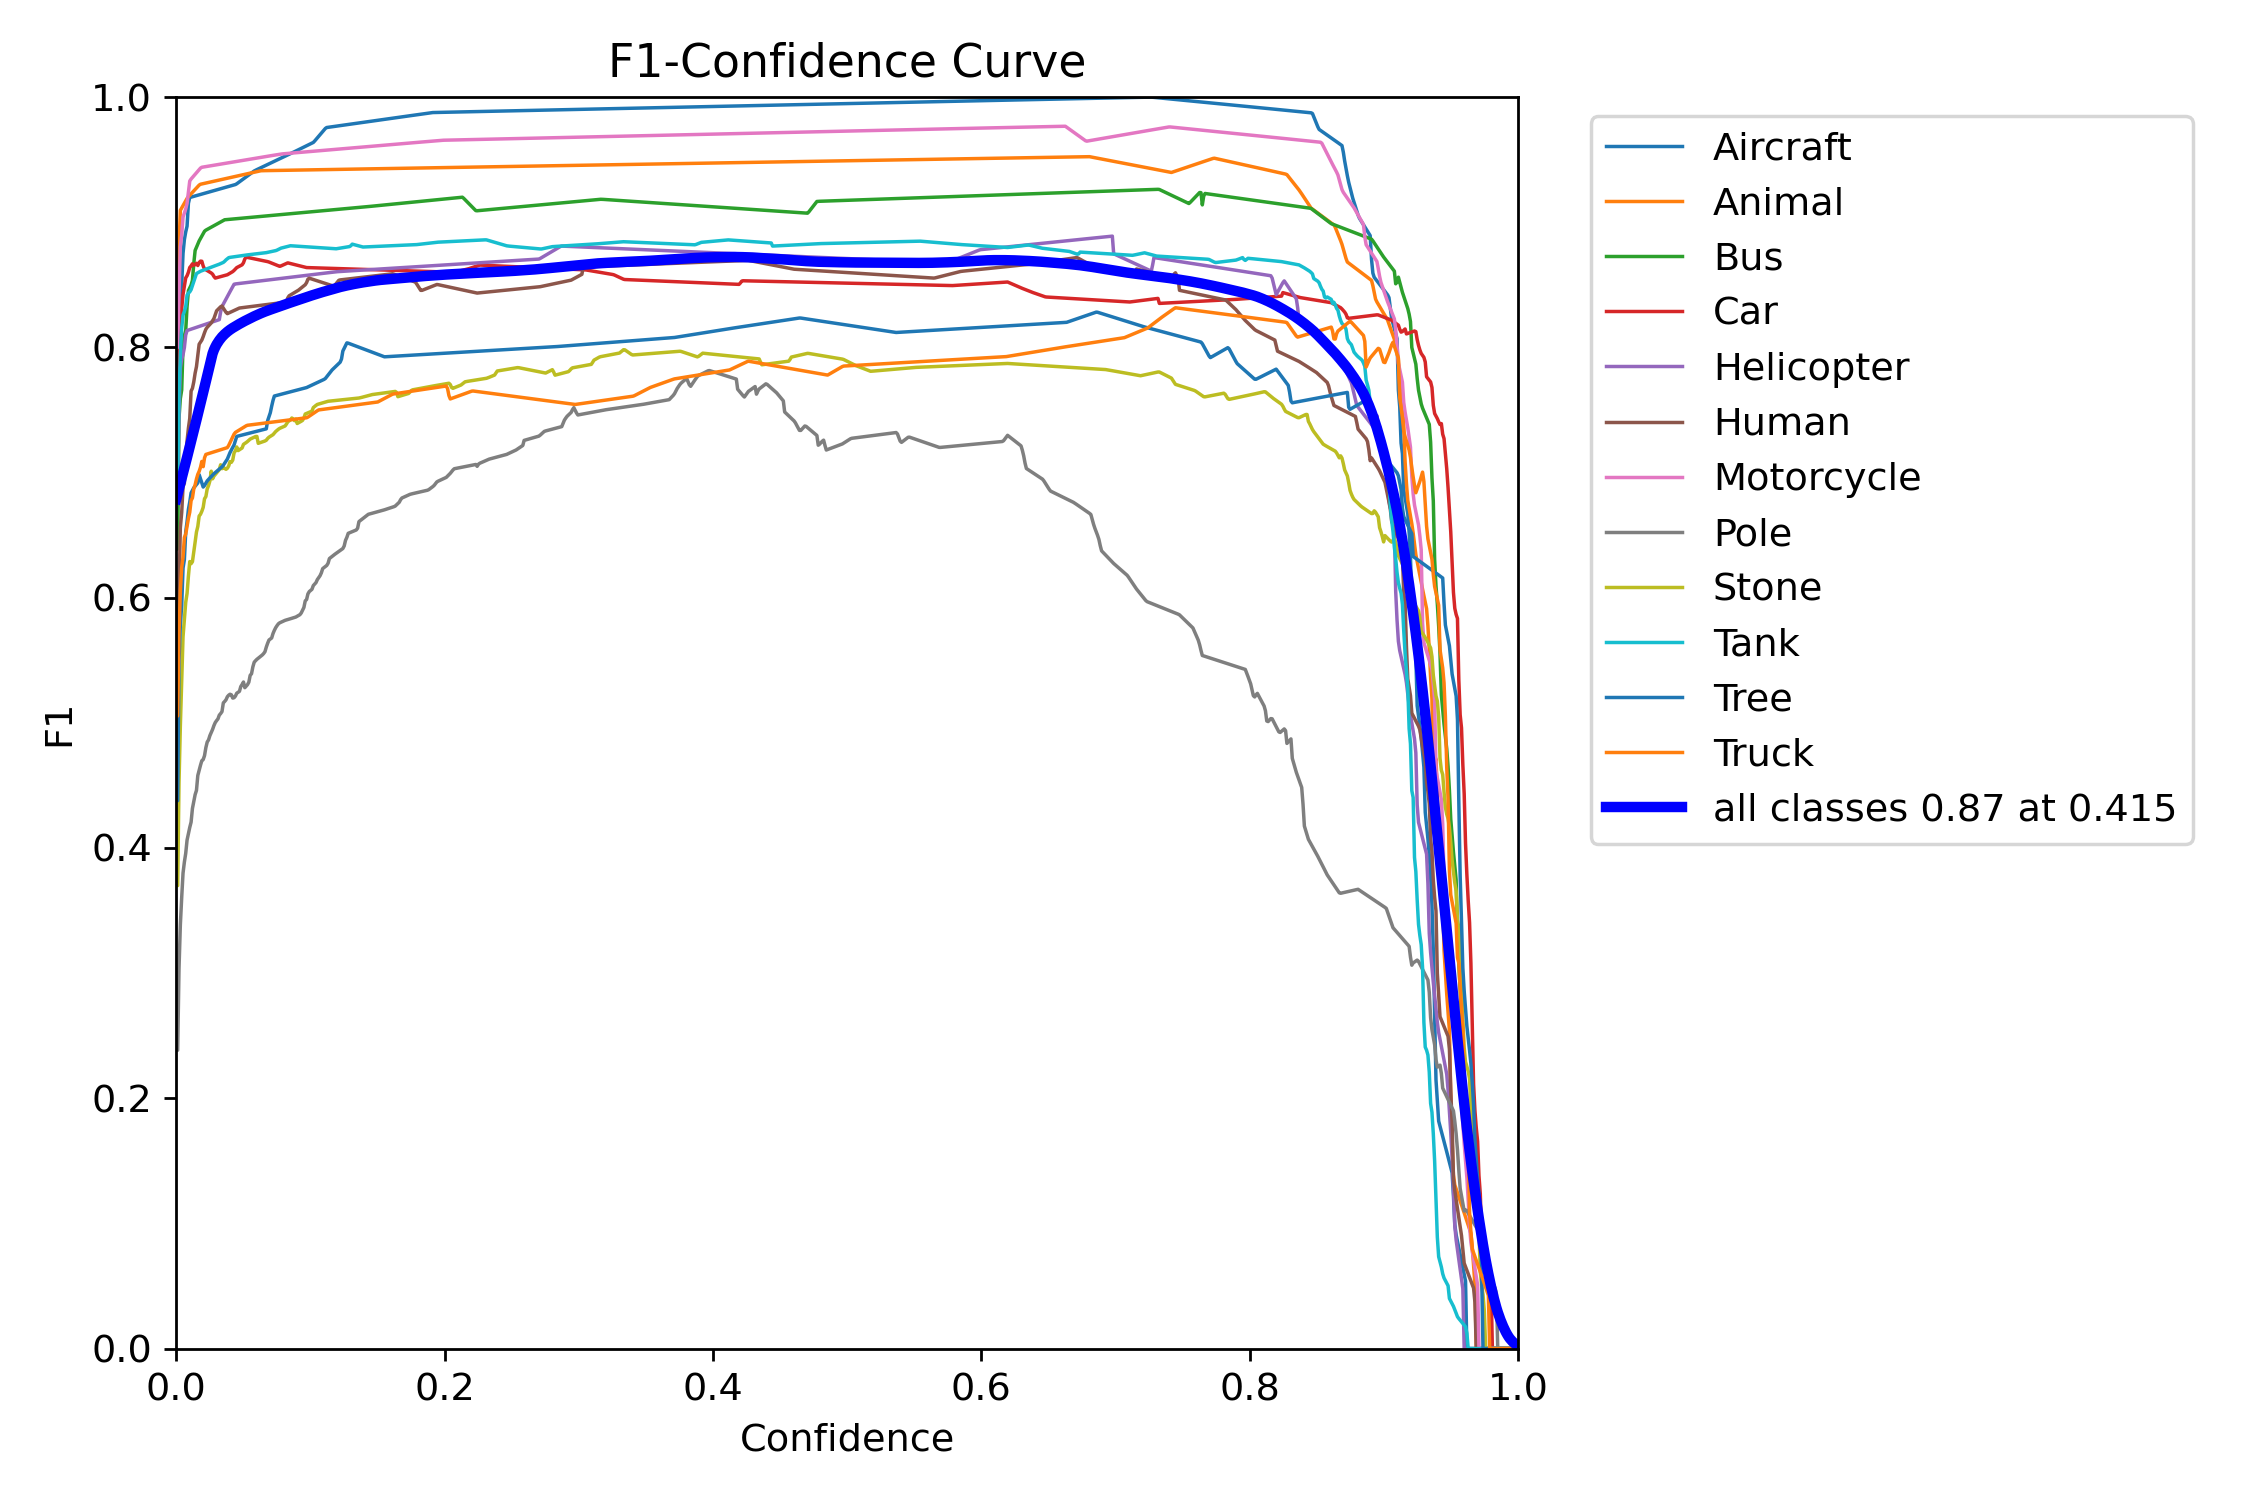 F1-Confidence Curve
1.0
0.8
0.6
0.4
0.2
0.0
F1
0.0 0.2 0.4 0.6 0.8 1.0
Confidence
Aircraft
Animal
Bus
Car
Helicopter
Human
Motorcycle
Pole
Stone
Tank
Tree
Truck
all classes 0.87 at 0.415